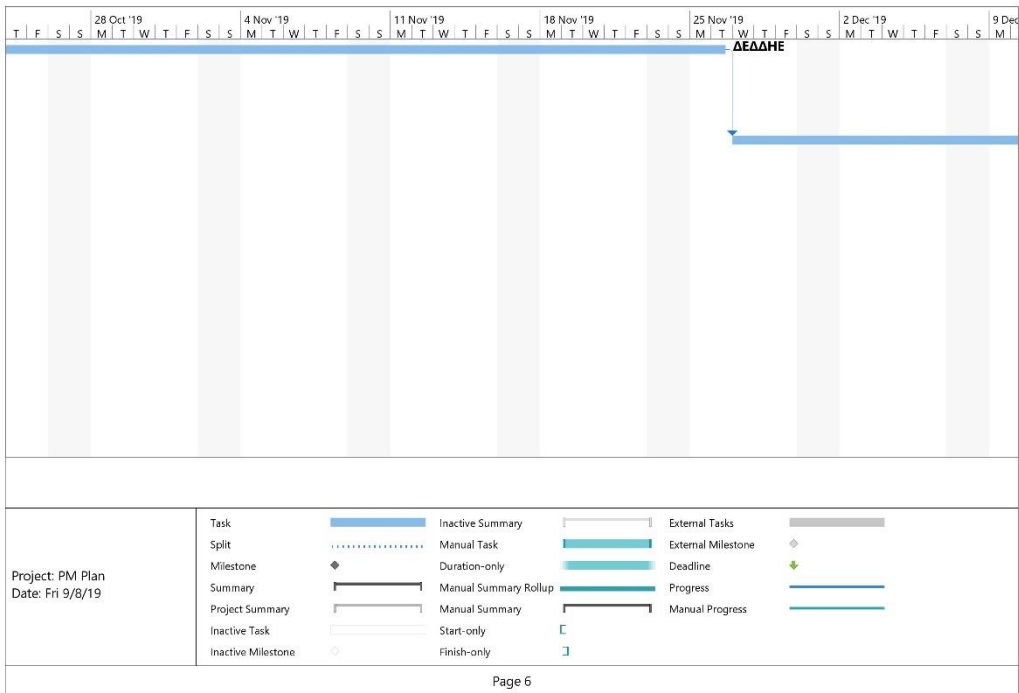 28 Oct '19 4 Nov '19 11 Nov '19 18 Nov '19 25 Nov '19 2 Dec '19 9 Dec
T F S S M T W T F S S M T W T F S S M T W T F S S M T W T F S S M T W T F S S M T W T F S S M
ΔΕΔΔΗΕ
Task Inactive Summary External Tasks
Split Manual Task External Milestone
Milestone Duration-only Deadline
Project: PM Plan
Summary Manual Summary Rollup Progress
Date: Fri 9/8/19
Project Summary Manual Summary Manual Progress
Inactive Task Start-only
Inactive Milestone Finish-only
Page 6